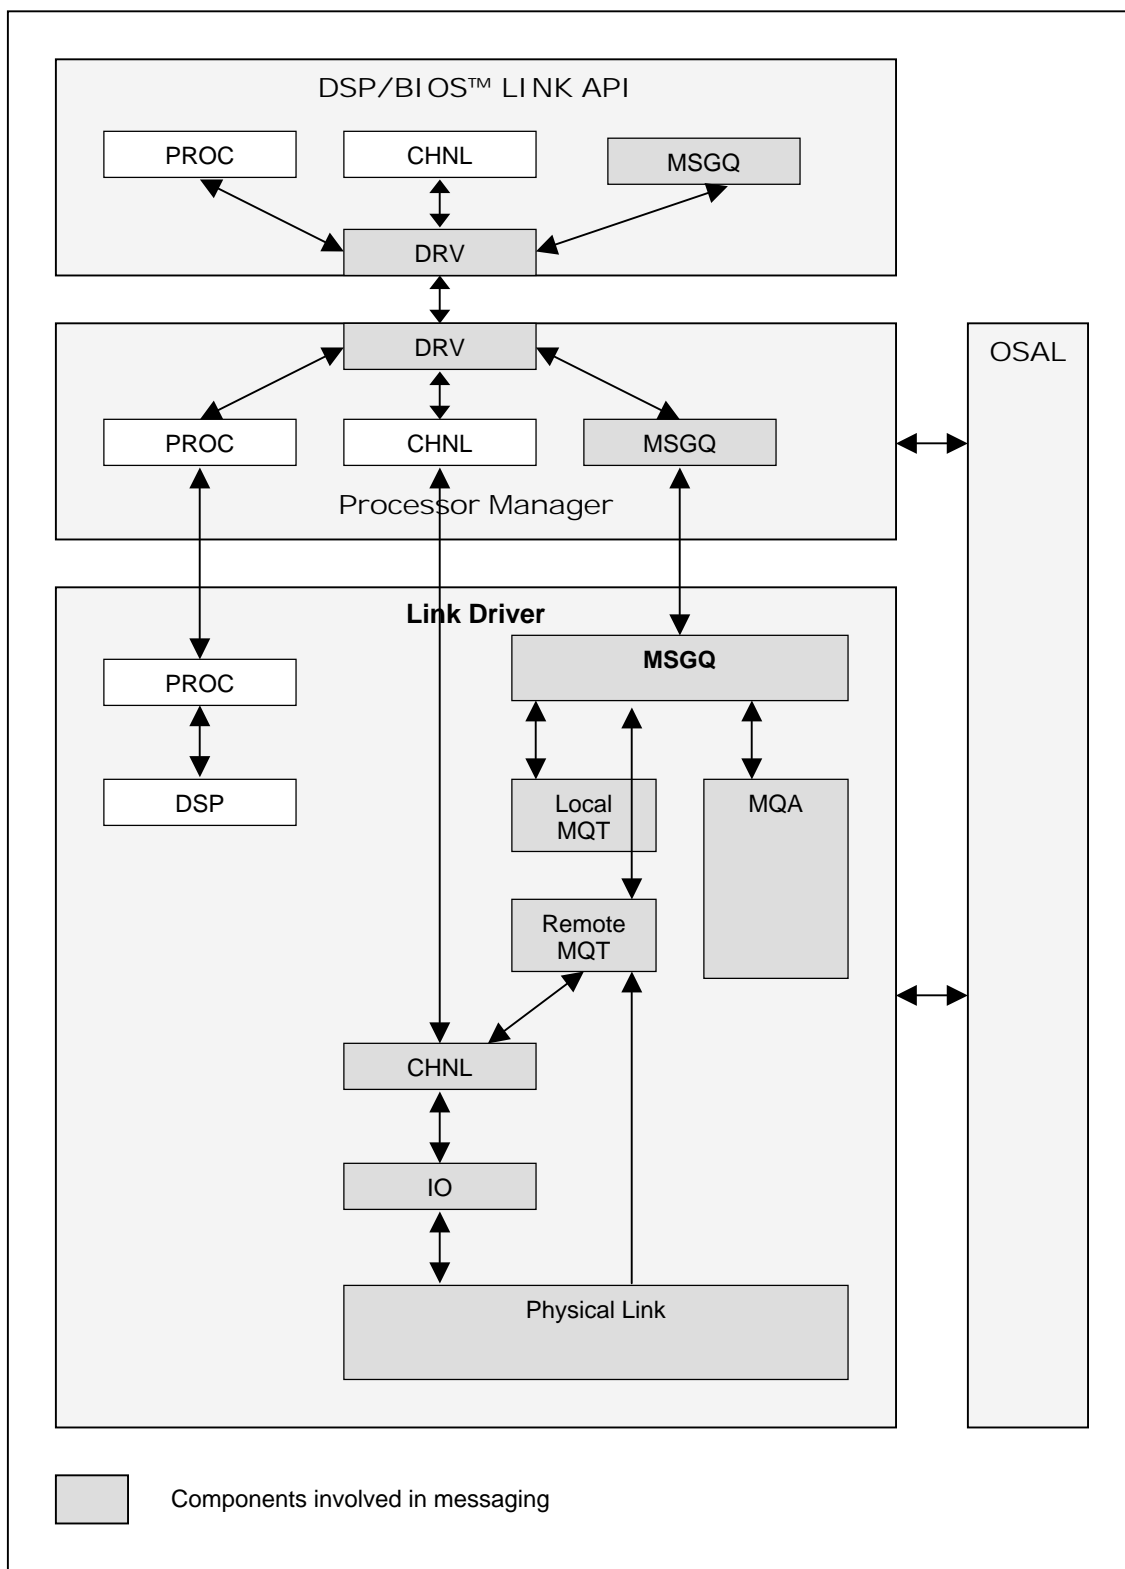 DSP/BIOS™ LINK API
PROC
CHNL
MSGQ
DRV
DRV
OSAL
PROC
CHNL
MSGQ
Processor Manager
Link Driver
MSGQ
PROC
DSP
Local
MQT
MQA
Remote
MQT
CHNL
IO
Physical Link
Components involved in messaging